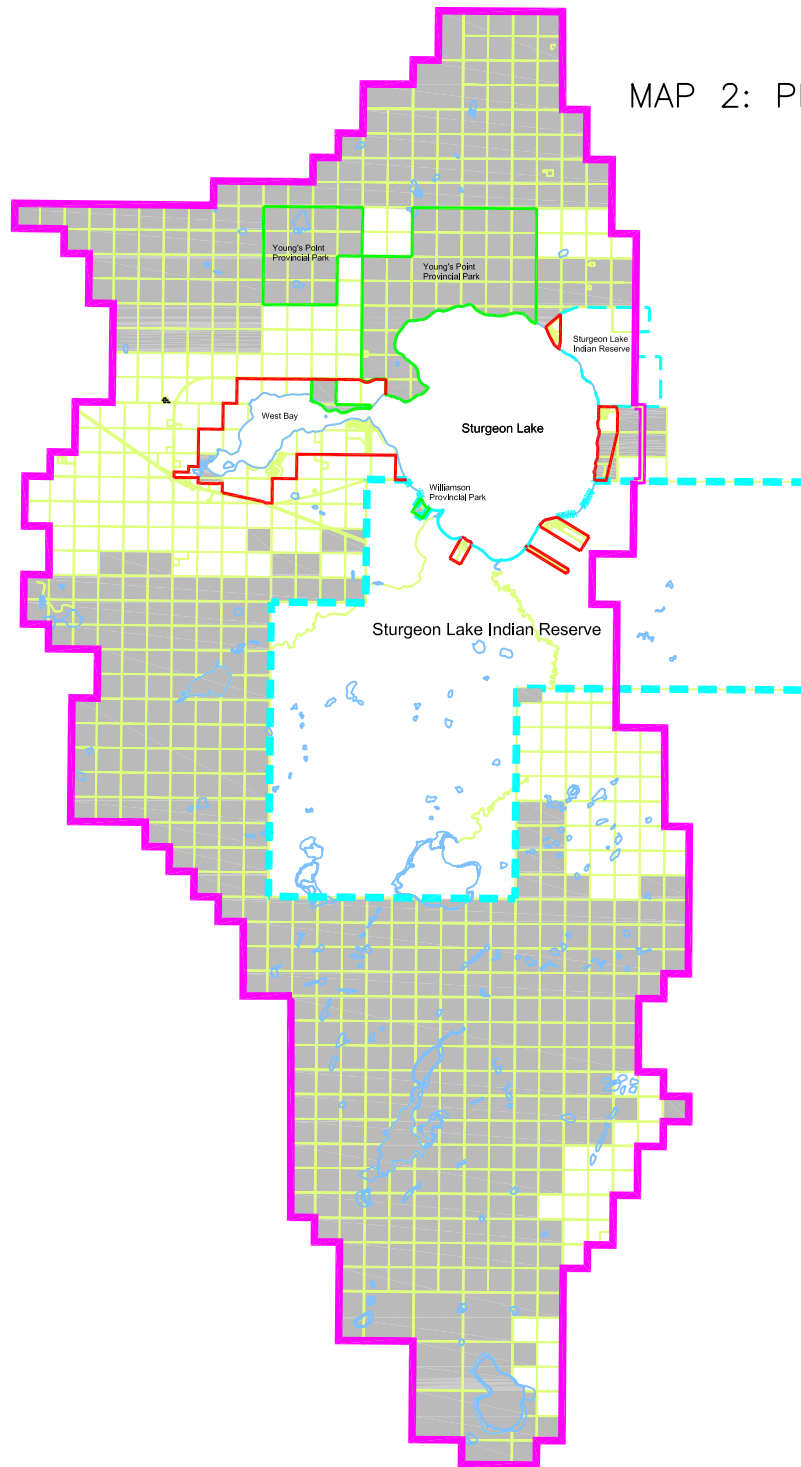 MAP 2: P
Young's Point
Provincial Park
Young's Point
Provincial Park
Sturgeon Lake
Indian Reserve
West Bay
Sturgeon Lake
Williamson
Provincial Park
Sturgeon Lake Indian Reserve